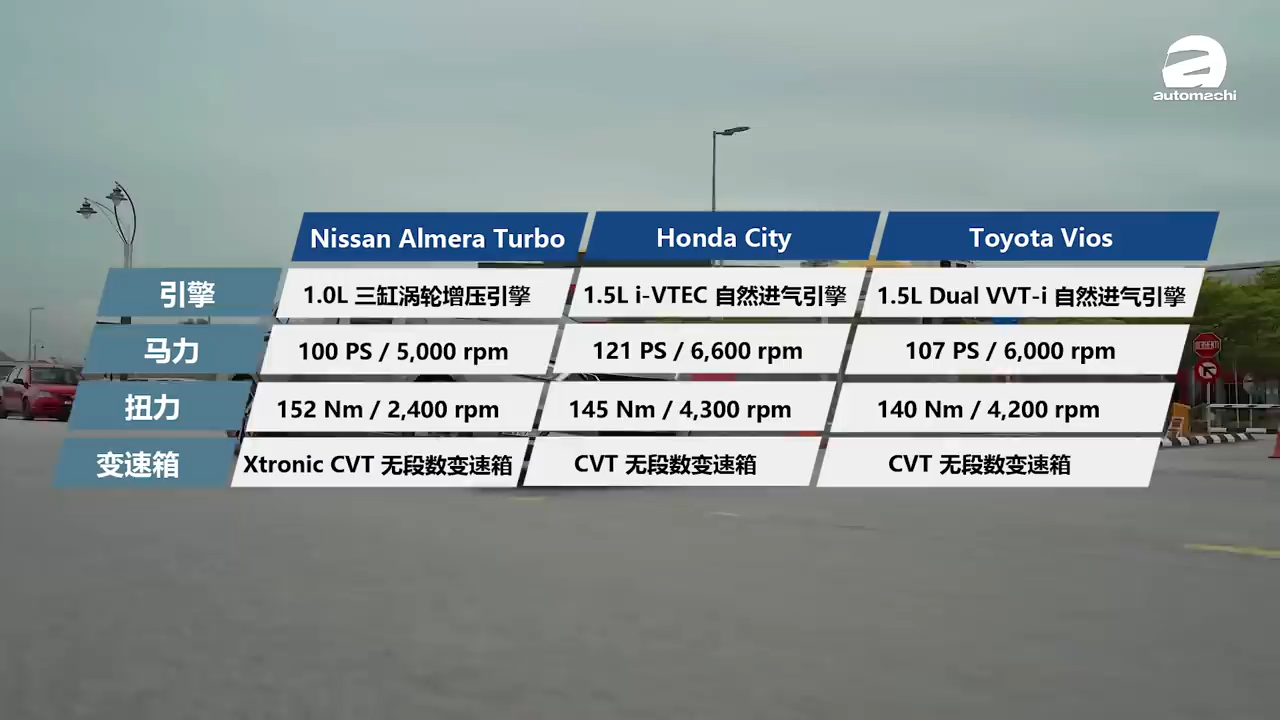 automachi
Nissan Almera Turbo Honda City Toyota Vios
引擎 1.0L 三缸涡轮增压引擎 1.5L i-VTEC 自然进气引擎 1.5L Dual VVT-i 自然进气引擎
马力 100 PS / 5,000 rpm 121 PS / 6,600 rpm 107 PS / 6,000 rpm
扭力 152 Nm / 2,400 rpm 145 Nm / 4,300 rpm 140 Nm / 4,200 rpm
变速箱 Xtronic CVT 无段数变速箱 CVT 无段数变速箱 CVT 无段数变速箱